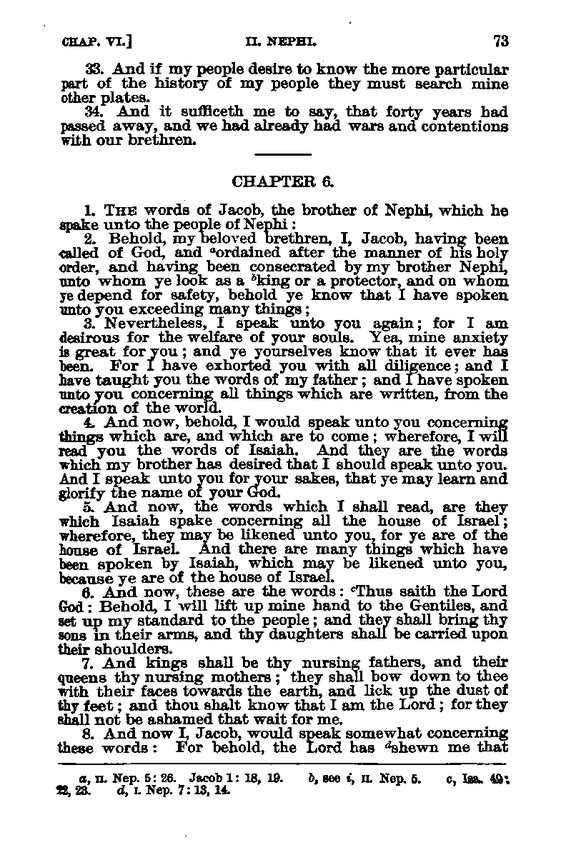 CHAP. VI.] II. NEPHI. 73
33. And if my people desire to know the more particular
part of the history of my people they must search mine
other plates.
34. And it sufficeth me to say, that forty years had
passed away, and we had already had wars and contentions
with our brethren.
CHAPTER 6.
1. THE words of Jacob, the brother of Nephi, which he
spake unto the people of Nephi:
2. Behold, my beloved brethren, I, Jacob, having been
called of God, and ᵃordained after the manner of his holy
order, and having been consecrated by my brother Nephi,
unto whom ye look as a ᵇking or a protector, and on whom
ye depend for safety, behold ye know that I have spoken
unto you exceeding many things;
3. Nevertheless, I speak unto you again; for I am
desirous for the welfare of your souls. Yea, mine anxiety
is great for you; and ye yourselves know that it ever has
been. For I have exhorted you with all diligence; and I
have taught you the words of my father; and I have spoken
unto you concerning all things which are written, from the
creation of the world.
4. And now, behold, I would speak unto you concerning
things which are, and which are to come; wherefore, I will
read you the words of Isaiah. And they are the words
which my brother has desired that I should speak unto you.
And I speak unto you for your sakes, that ye may learn and
glorify the name of your God.
5. And now, the words which I shall read, are they
which Isaiah spake concerning all the house of Israel;
wherefore, they may be likened unto you, for ye are of the
house of Israel. And there are many things which have
been spoken by Isaiah, which may be likened unto you,
because ye are of the house of Israel.
6. And now, these are the words: ᶜThus saith the Lord
God: Behold, I will lift up mine hand to the Gentiles, and
set up my standard to the people; and they shall bring thy
sons in their arms, and thy daughters shall be carried upon
their shoulders.
7. And kings shall be thy nursing fathers, and their
queens thy nursing mothers; they shall bow down to thee
with their faces towards the earth, and lick up the dust of
thy feet; and thou shalt know that I am the Lord; for they
shall not be ashamed that wait for me.
8. And now I, Jacob, would speak somewhat concerning
these words: For behold, the Lord has ᵈshewn me that
a, II. Nep. 5: 26. Jacob 1: 18, 19. b, see i, II. Nep. 5. c, Isa. 49:
22, 23. d, I. Nep. 7: 13, 14.